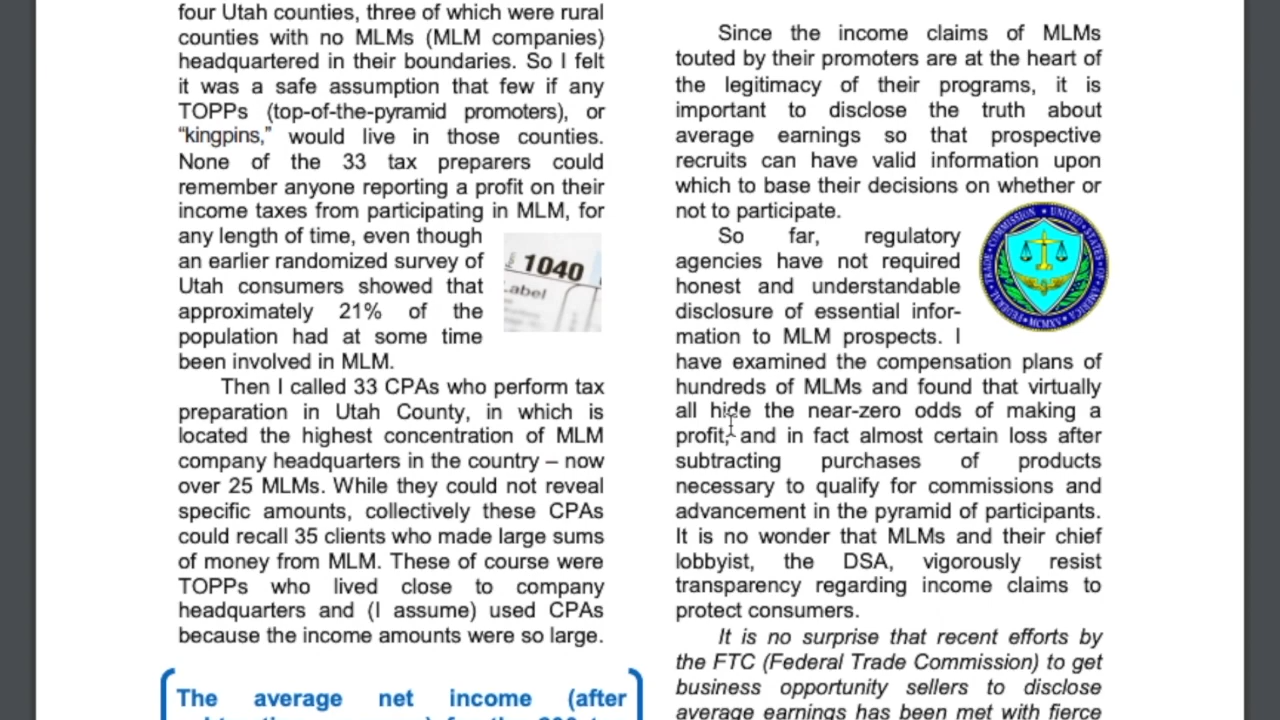 four Utah counties, three of which were rural
counties with no MLMs (MLM companies)
headquartered in their boundaries. So I felt
it was a safe assumption that few if any
TOPPs (top-of-the-pyramid promoters), or
“kingpins,” would live in those counties.
None of the 33 tax preparers could
remember anyone reporting a profit on their
income taxes from participating in MLM, for
any length of time, even though
an earlier randomized survey of
Utah consumers showed that
approximately 21% of the
population had at some time
been involved in MLM.
Then I called 33 CPAs who perform tax
preparation in Utah County, in which is
located the highest concentration of MLM
company headquarters in the country – now
over 25 MLMs. While they could not reveal
specific amounts, collectively these CPAs
could recall 35 clients who made large sums
of money from MLM. These of course were
TOPPs who lived close to company
headquarters and (I assume) used CPAs
because the income amounts were so large.
The average net income (after
1040
Label
Since the income claims of MLMs
touted by their promoters are at the heart of
the legitimacy of their programs, it is
important to disclose the truth about
average earnings so that prospective
recruits can have valid information upon
which to base their decisions on whether or
not to participate.
So far, regulatory
agencies have not required
honest and understandable
disclosure of essential infor-
mation to MLM prospects. I
have examined the compensation plans of
hundreds of MLMs and found that virtually
all hide the near-zero odds of making a
profit, and in fact almost certain loss after
subtracting purchases of products
necessary to qualify for commissions and
advancement in the pyramid of participants.
It is no wonder that MLMs and their chief
lobbyist, the DSA, vigorously resist
transparency regarding income claims to
protect consumers.
It is no surprise that recent efforts by
the FTC (Federal Trade Commission) to get
business opportunity sellers to disclose
average earnings has been met with fierce
FEDERAL TRADE COMMISSION • UNITED STATES OF AMERICA
MCMXV